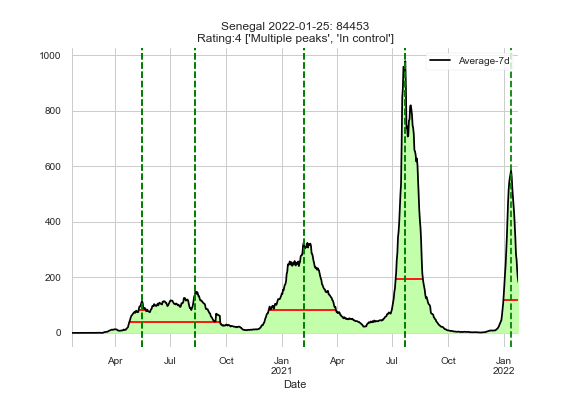 Senegal 2022-01-25: 84453
Rating:4 ['Multiple peaks', 'In control']
1000
800
600
400
200
0
Average-7d
Apr
Jul
Oct
Jan
2021
Apr
Jul
Oct
Jan
2022
Date